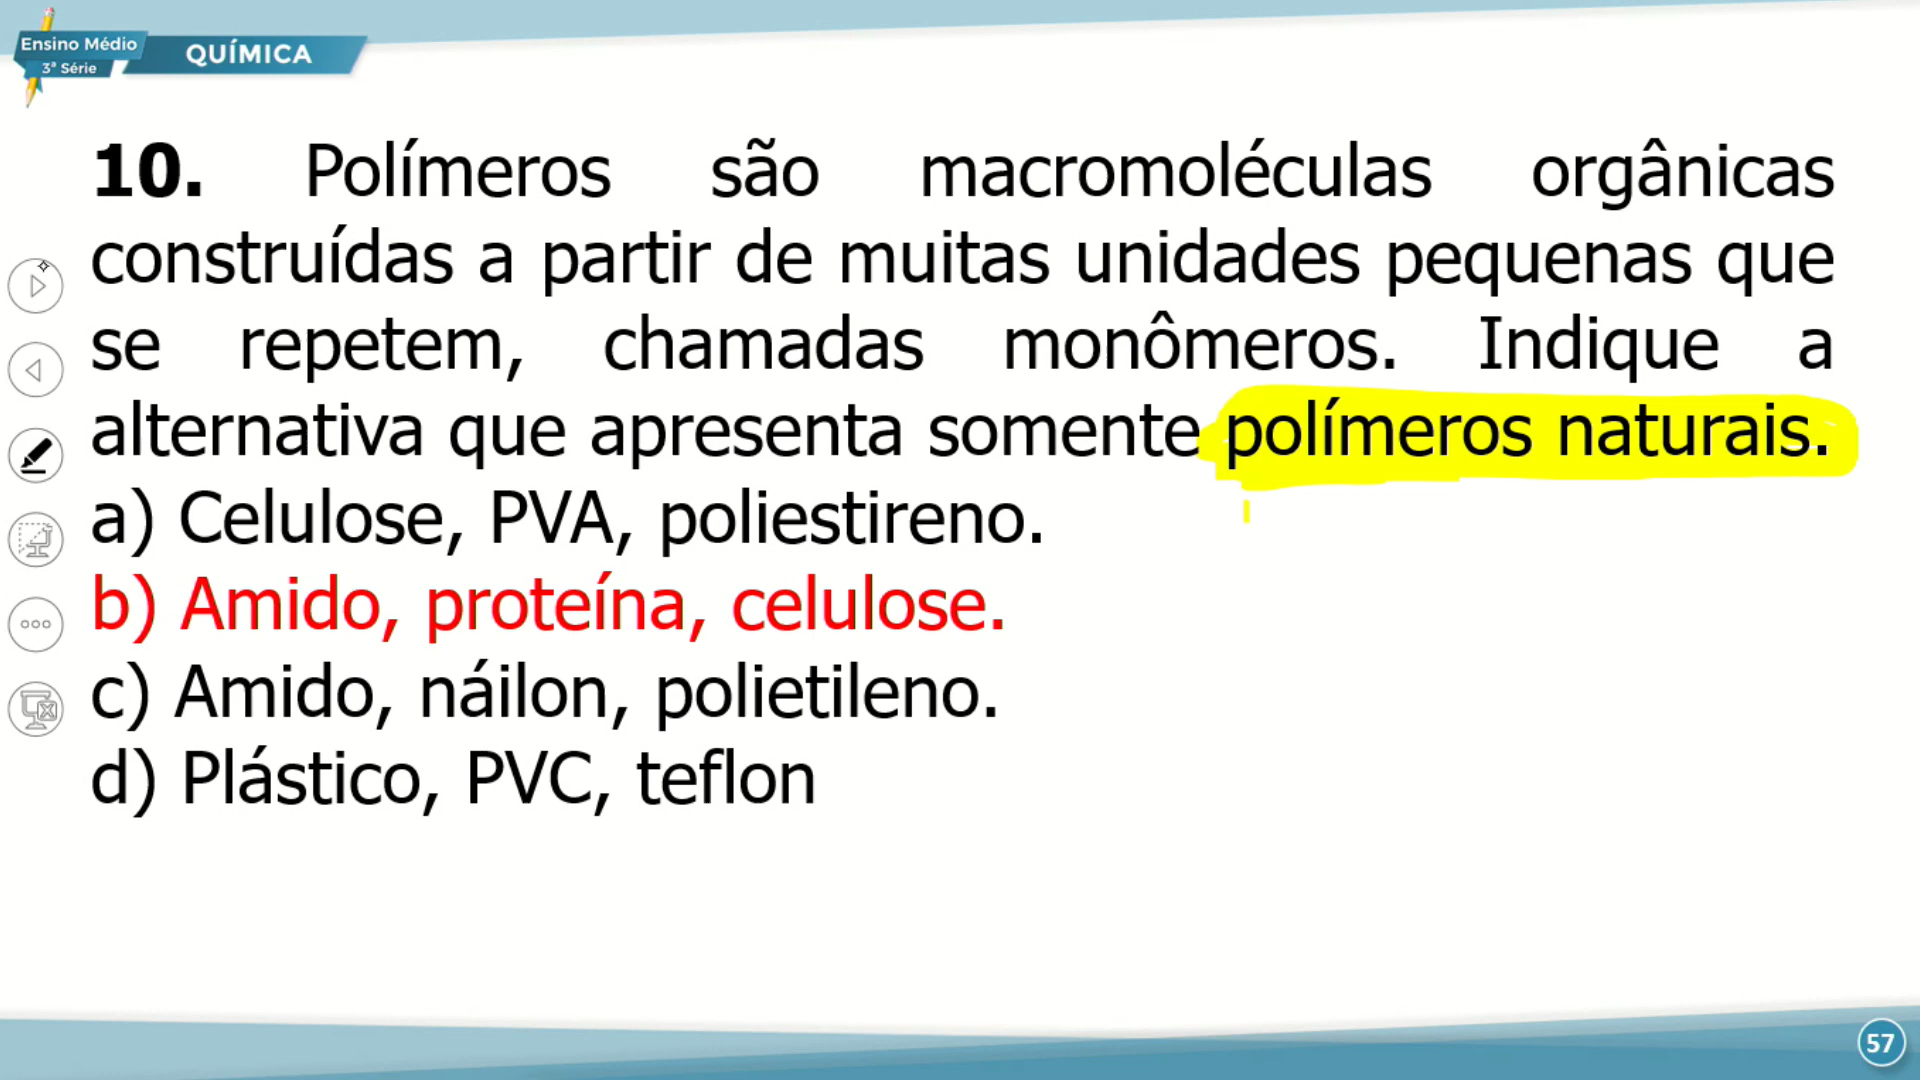 Ensino Médio
3ª Série
QUÍMICA
10. Polímeros são macromoléculas orgânicas
construídas a partir de muitas unidades pequenas que
se repetem, chamadas monômeros. Indique a
alternativa que apresenta somente polímeros naturais.
a) Celulose, PVA, poliestireno.
b) Amido, proteína, celulose.
c) Amido, náilon, polietileno.
d) Plástico, PVC, teflon
57